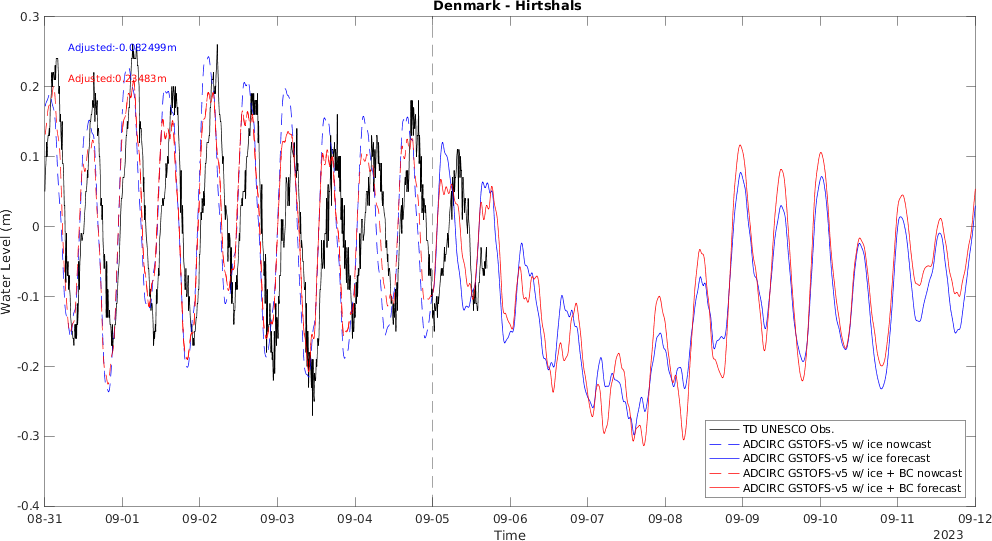 Denmark - Hirtshals
0.3
0.2
0.1
0
-0.1
-0.2
-0.3
-0.4
Water Level (m)
Adjusted:-0.082499m
Adjusted:0.23483m
TD UNESCO Obs.
ADCIRC GSTOFS-v5 w/ ice nowcast
ADCIRC GSTOFS-v5 w/ ice forecast
ADCIRC GSTOFS-v5 w/ ice + BC nowcast
ADCIRC GSTOFS-v5 w/ ice + BC forecast
08-31 09-01 09-02 09-03 09-04 09-05 09-06 09-07 09-08 09-09 09-10 09-11 09-12
Time
2023